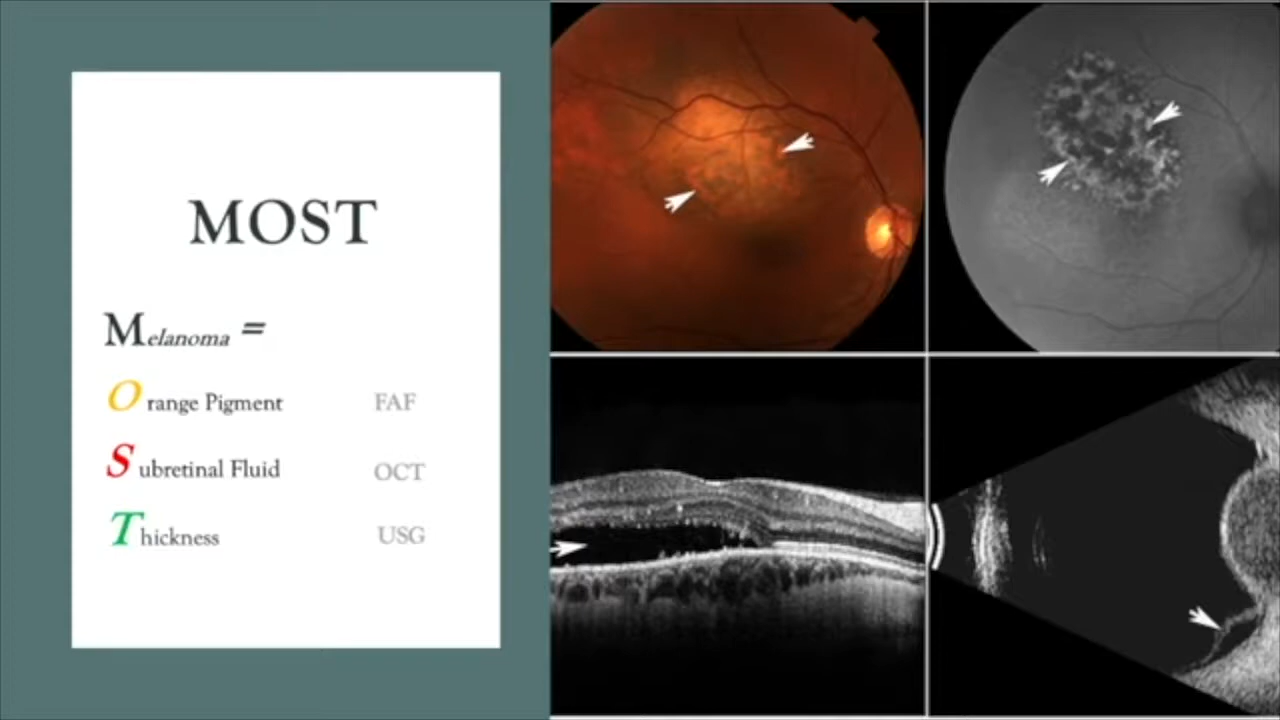 MOST
Melanoma =
Orange Pigment FAF
Subretinal Fluid OCT
Thickness USG